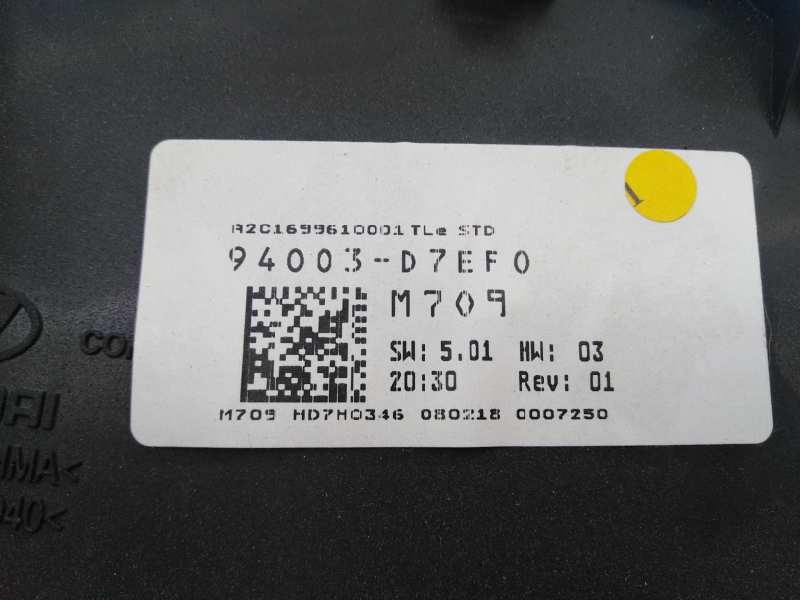 A2C1699610001 TLe STD
94003-D7EF0
M709
SW: 5.01 HW: 03
20:30 Rev: 01
M709 HD7H0346 080218 0007250